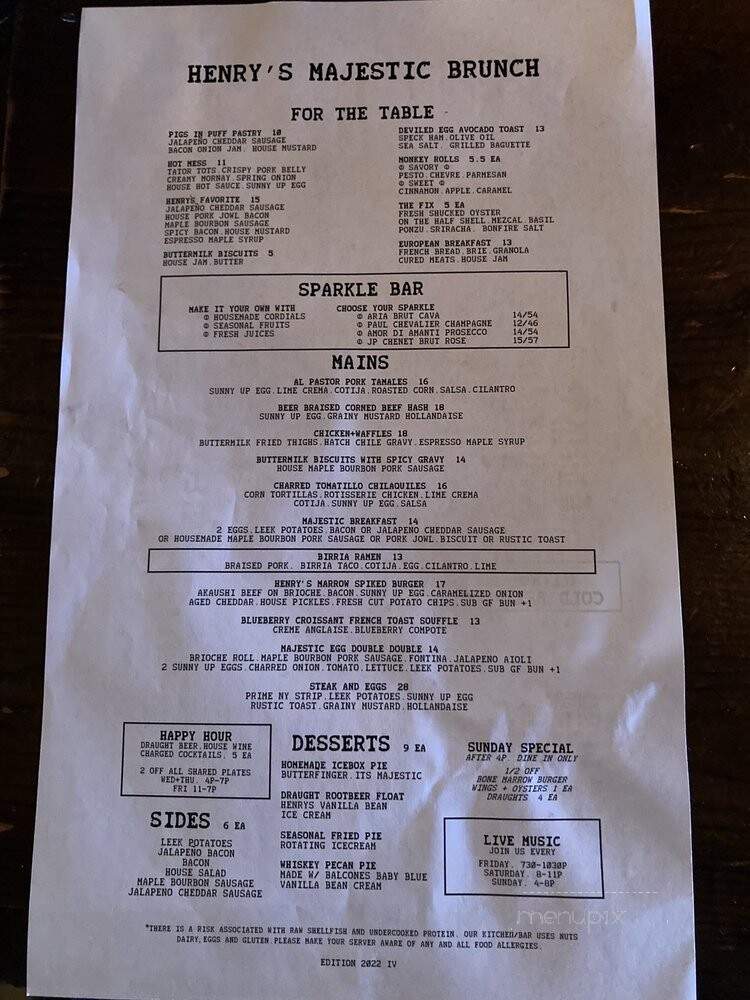 HENRY'S MAJESTIC BRUNCH
FOR THE TABLE
PIGS IN PUFF PASTRY 10
JALAPEÑO CHEDDAR SAUSAGE
BACON ONION JAM. HOUSE MUSTARD
HOT MESS 11
TATOR TOTS.CRISPY PORK BELLY
CREAMY MORNAY.SPRING ONION
HOUSE HOT SAUCE.SUNNY UP EGG
HENRY'S FAVORITE 15
JALAPEÑO CHEDDAR SAUSAGE
HOUSE PORK JOWL BACON
MAPLE BOURBON SAUSAGE
SPICY BACON.HOUSE MUSTARD
ESPRESSO MAPLE SYRUP
BUTTERMILK BISCUITS 5
HOUSE JAM.BUTTER
DEVILED EGG AVOCADO TOAST 13
SPECK HAM.OLIVE OIL
SEA SALT. GRILLED BAGUETTE
MONKEY ROLLS 5.5 EA
SAVORY
PESTO.CHEVRE.PARMESAN
SWEET
CINNAMON.APPLE.CARAMEL
THE FIX 5 EA
FRESH SHUCKED OYSTER
ON THE HALF SHELL.MEZCAL.BASIL
PONZU.SRIRACHA. BONFIRE SALT
EUROPEAN BREAKFAST 13
FRENCH BREAD.BRIE.GRANOLA
CURED MEATS.HOUSE JAM
SPARKLE BAR
MAKE IT YOUR OWN WITH
HOUSEMADE CORDIALS
SEASONAL FRUITS
FRESH JUICES
CHOOSE YOUR SPARKLE
ARIA BRUT CAVA 14/54
PAUL CHEVALIER CHAMPAGNE 12/46
AMOR DI AMANTI PROSECCO 14/54
JP CHENET BRUT ROSE 15/57
MAINS
AL PASTOR PORK TAMALES 16
SUNNY UP EGG.LIME CREMA.COTIJA.ROASTED CORN.SALSA.CILANTRO
BEER BRAISED CORNED BEEF HASH 18
SUNNY UP EGG.GRAINY MUSTARD HOLLANDAISE
CHICKEN+WAFFLES 18
BUTTERMILK FRIED THIGHS.HATCH CHILE GRAVY.ESPRESSO MAPLE SYRUP
BUTTERMILK BISCUITS WITH SPICY GRAVY 14
HOUSE MAPLE BOURBON PORK SAUSAGE
CHARRED TOMATILLO CHILAQUILES 16
CORN TORTILLAS.ROTISSERIE CHICKEN.LIME CREMA
COTIJA.SUNNY UP EGG.SALSA
MAJESTIC BREAKFAST 14
2 EGGS.LEEK POTATOES.BACON OR JALAPENO CHEDDAR SAUSAGE
OR HOUSEMADE MAPLE BOURBON PORK SAUSAGE OR PORK JOWL.BISCUIT OR RUSTIC TOAST
BIRRIA RAMEN 13
BRAISED PORK. BIRRIA TACO.COTIJA.EGG.CILANTRO.LIME
HENRY'S MARROW SPIKED BURGER 17
AKAUSHI BEEF ON BRIOCHE.BACON.SUNNY UP EGG.CARAMELIZED ONION
AGED CHEDDAR.HOUSE PICKLES.FRESH CUT POTATO CHIPS.SUB GF BUN +1
BLUEBERRY CROISSANT FRENCH TOAST SOUFFLE 13
CREME ANGLAISE.BLUEBERRY COMPOTE
MAJESTIC EGG DOUBLE DOUBLE 14
BRIOCHE ROLL.MAPLE BOURBON PORK SAUSAGE.FONTINA.JALAPENO AIOLI
2 SUNNY UP EGGS.CHARRED ONION.TOMATO.LETTUCE.LEEK POTATOES.SUB GF BUN +1
STEAK AND EGGS 28
PRIME NY STRIP.LEEK POTATOES.SUNNY UP EGG
RUSTIC TOAST.GRAINY MUSTARD.HOLLANDAISE
HAPPY HOUR
DRAUGHT BEER.HOUSE WINE
CHARGED COCKTAILS. 5 EA
2 OFF ALL SHARED PLATES
WED+THU. 4P-7P
FRI 11-7P
SIDES 6 EA
LEEK POTATOES
JALAPENO BACON
BACON
HOUSE SALAD
MAPLE BOURBON SAUSAGE
JALAPENO CHEDDAR SAUSAGE
DESSERTS 9 EA
HOMEMADE ICEBOX PIE
BUTTERFINGER.ITS MAJESTIC
DRAUGHT ROOTBEER FLOAT
HENRYS VANILLA BEAN
ICE CREAM
SEASONAL FRIED PIE
ROTATING ICECREAM
WHISKEY PECAN PIE
MADE W/ BALCONES BABY BLUE
VANILLA BEAN CREAM
SUNDAY SPECIAL
AFTER 4P. DINE IN ONLY
1/2 OFF
BONE MARROW BURGER
WINGS + OYSTERS 1 EA
DRAUGHTS 4 EA
LIVE MUSIC
JOIN US EVERY
FRIDAY. 730-1030P
SATURDAY. 8-11P
SUNDAY. 4-8P
menupix
*THERE IS A RISK ASSOCIATED WITH RAW SHELLFISH AND UNDERCOOKED PROTEIN. OUR KITCHEN/BAR USES NUTS
DAIRY,EGGS AND GLUTEN.PLEASE MAKE YOUR SERVER AWARE OF ANY AND ALL FOOD ALLERGIES.
EDITION 2022 IV